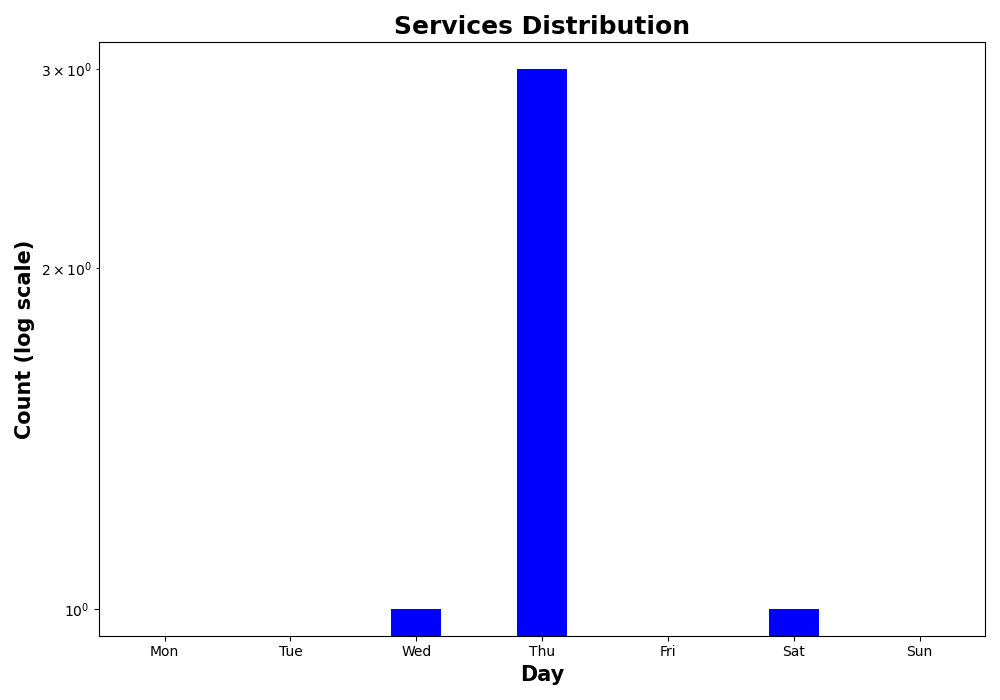 Services Distribution
3 × 10⁰
2 × 10⁰
10⁰
Count (log scale)
Mon Tue Wed Thu Fri Sat Sun
Day